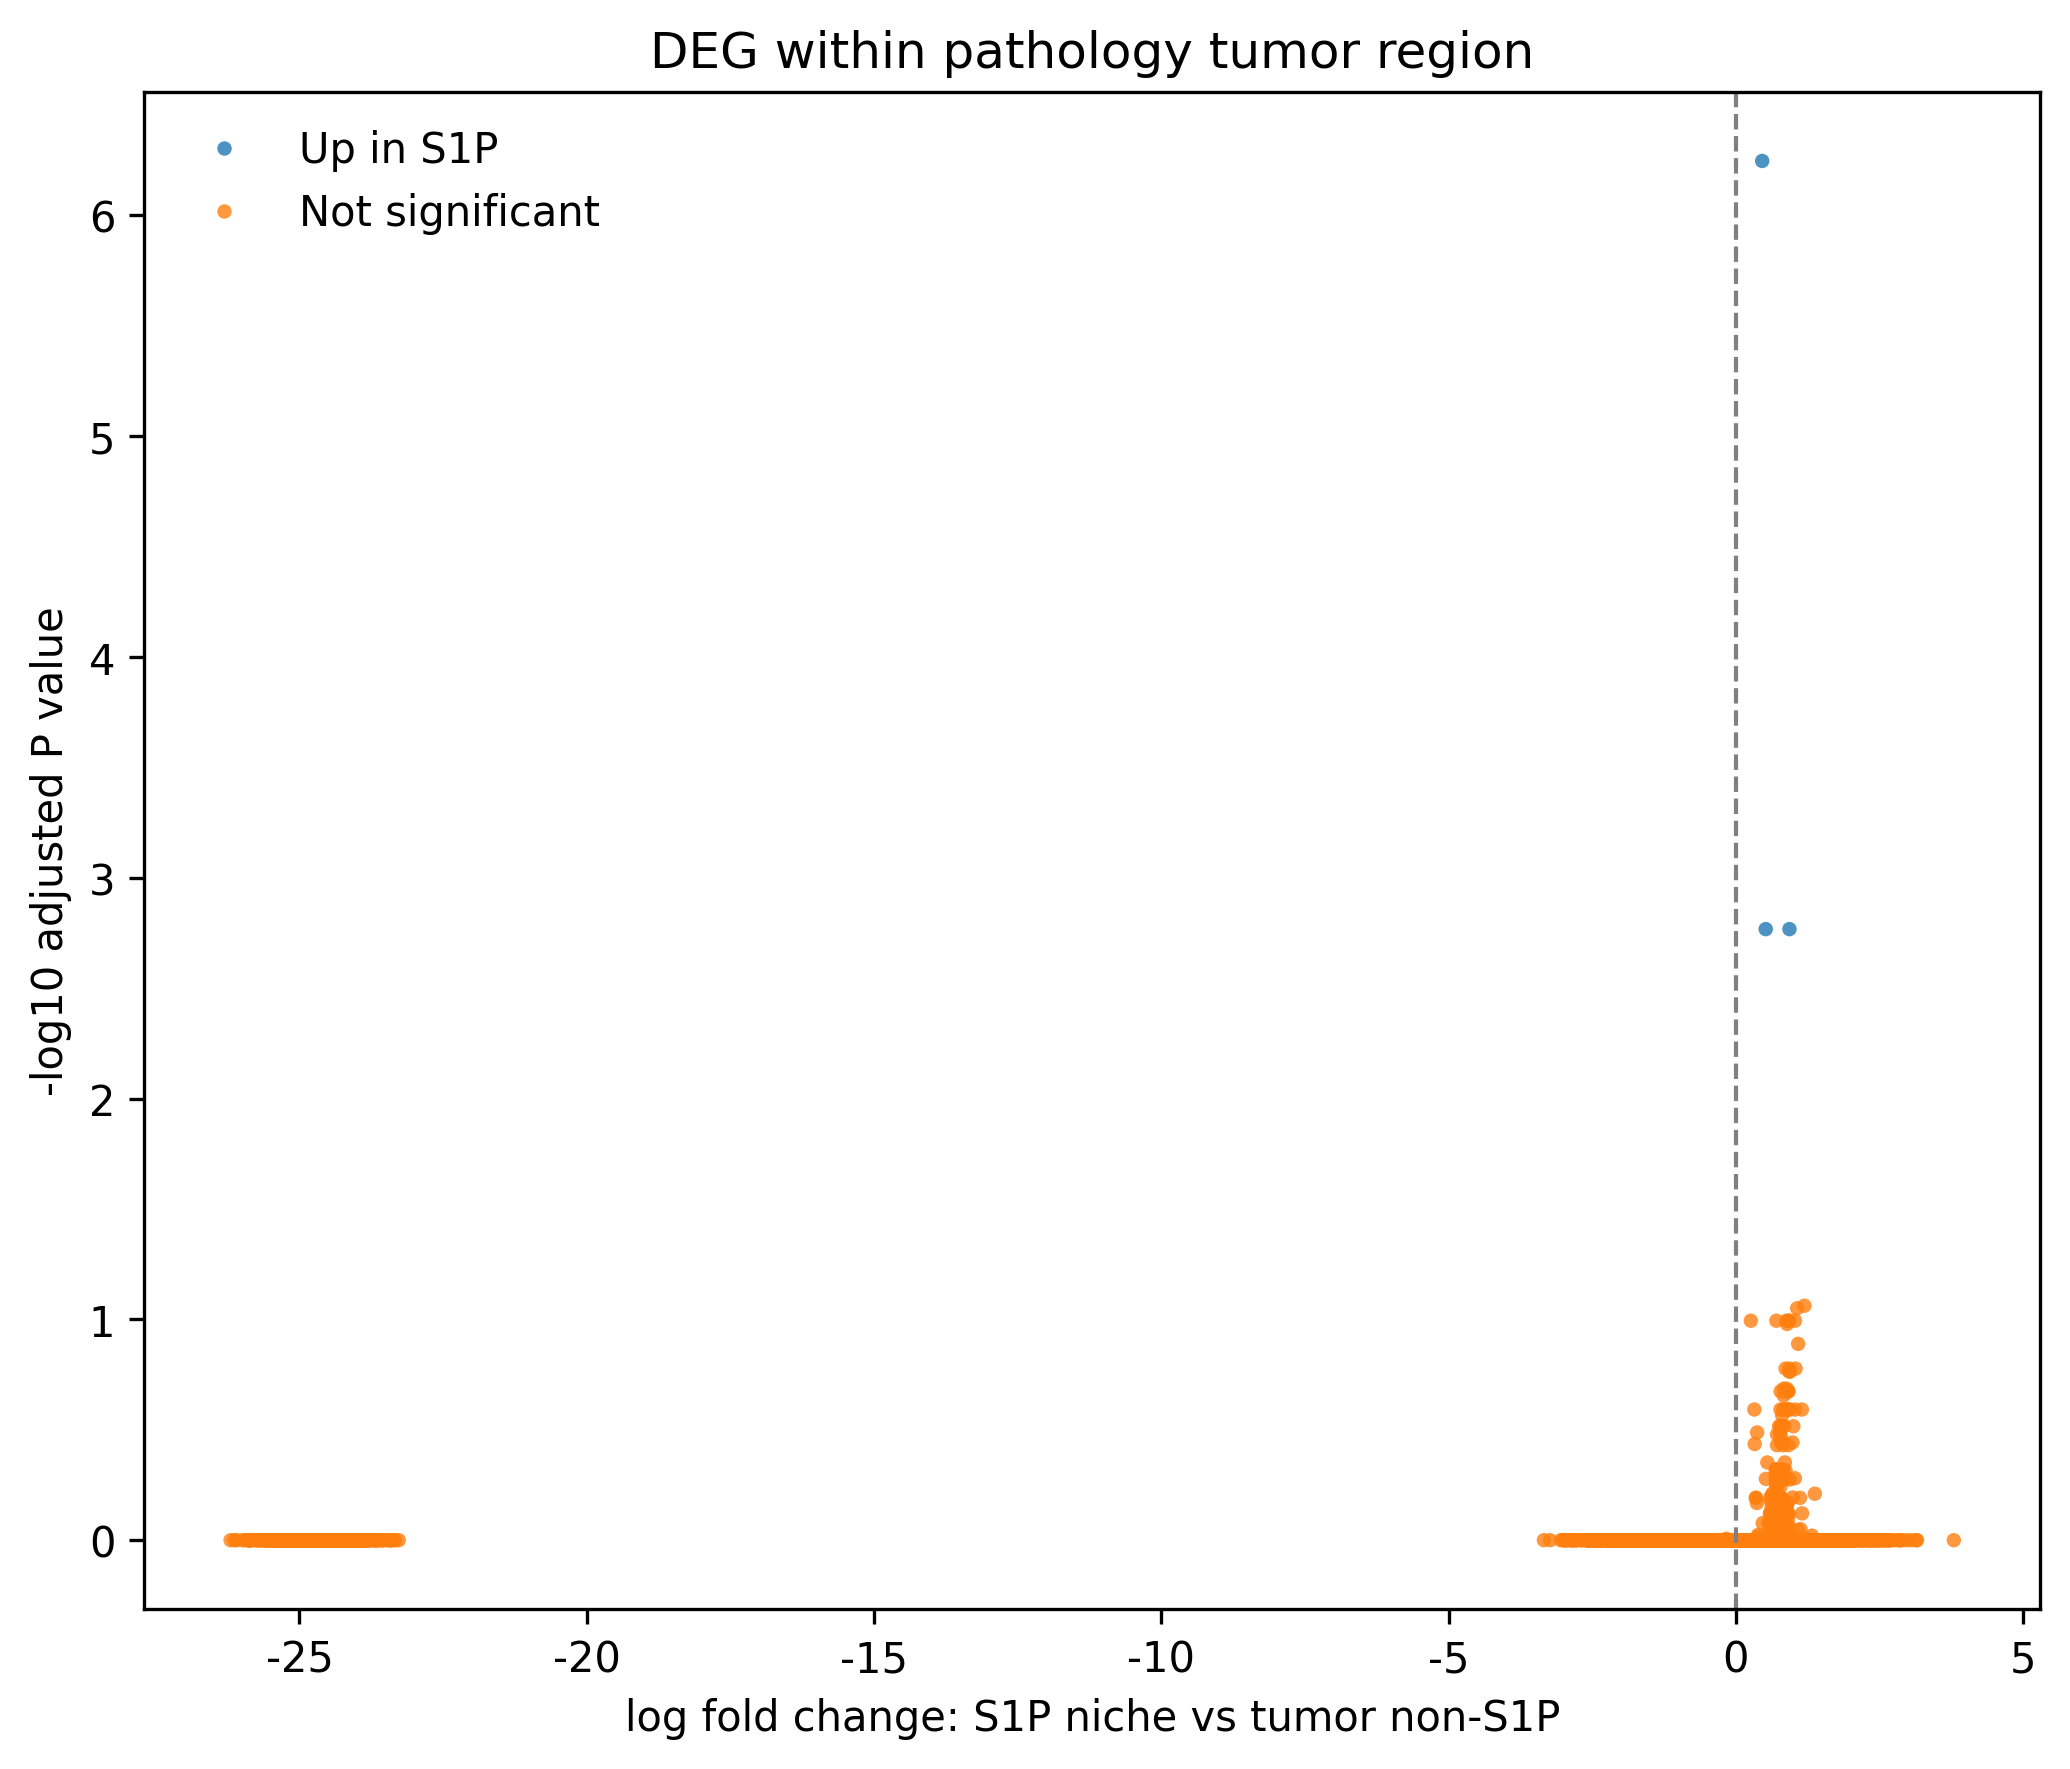 DEG within pathology tumor region
Up in S1P
Not significant
-log10 adjusted P value
6
5
4
3
2
1
0
-25
-20
-15
-10
-5
0
5
log fold change: S1P niche vs tumor non-S1P